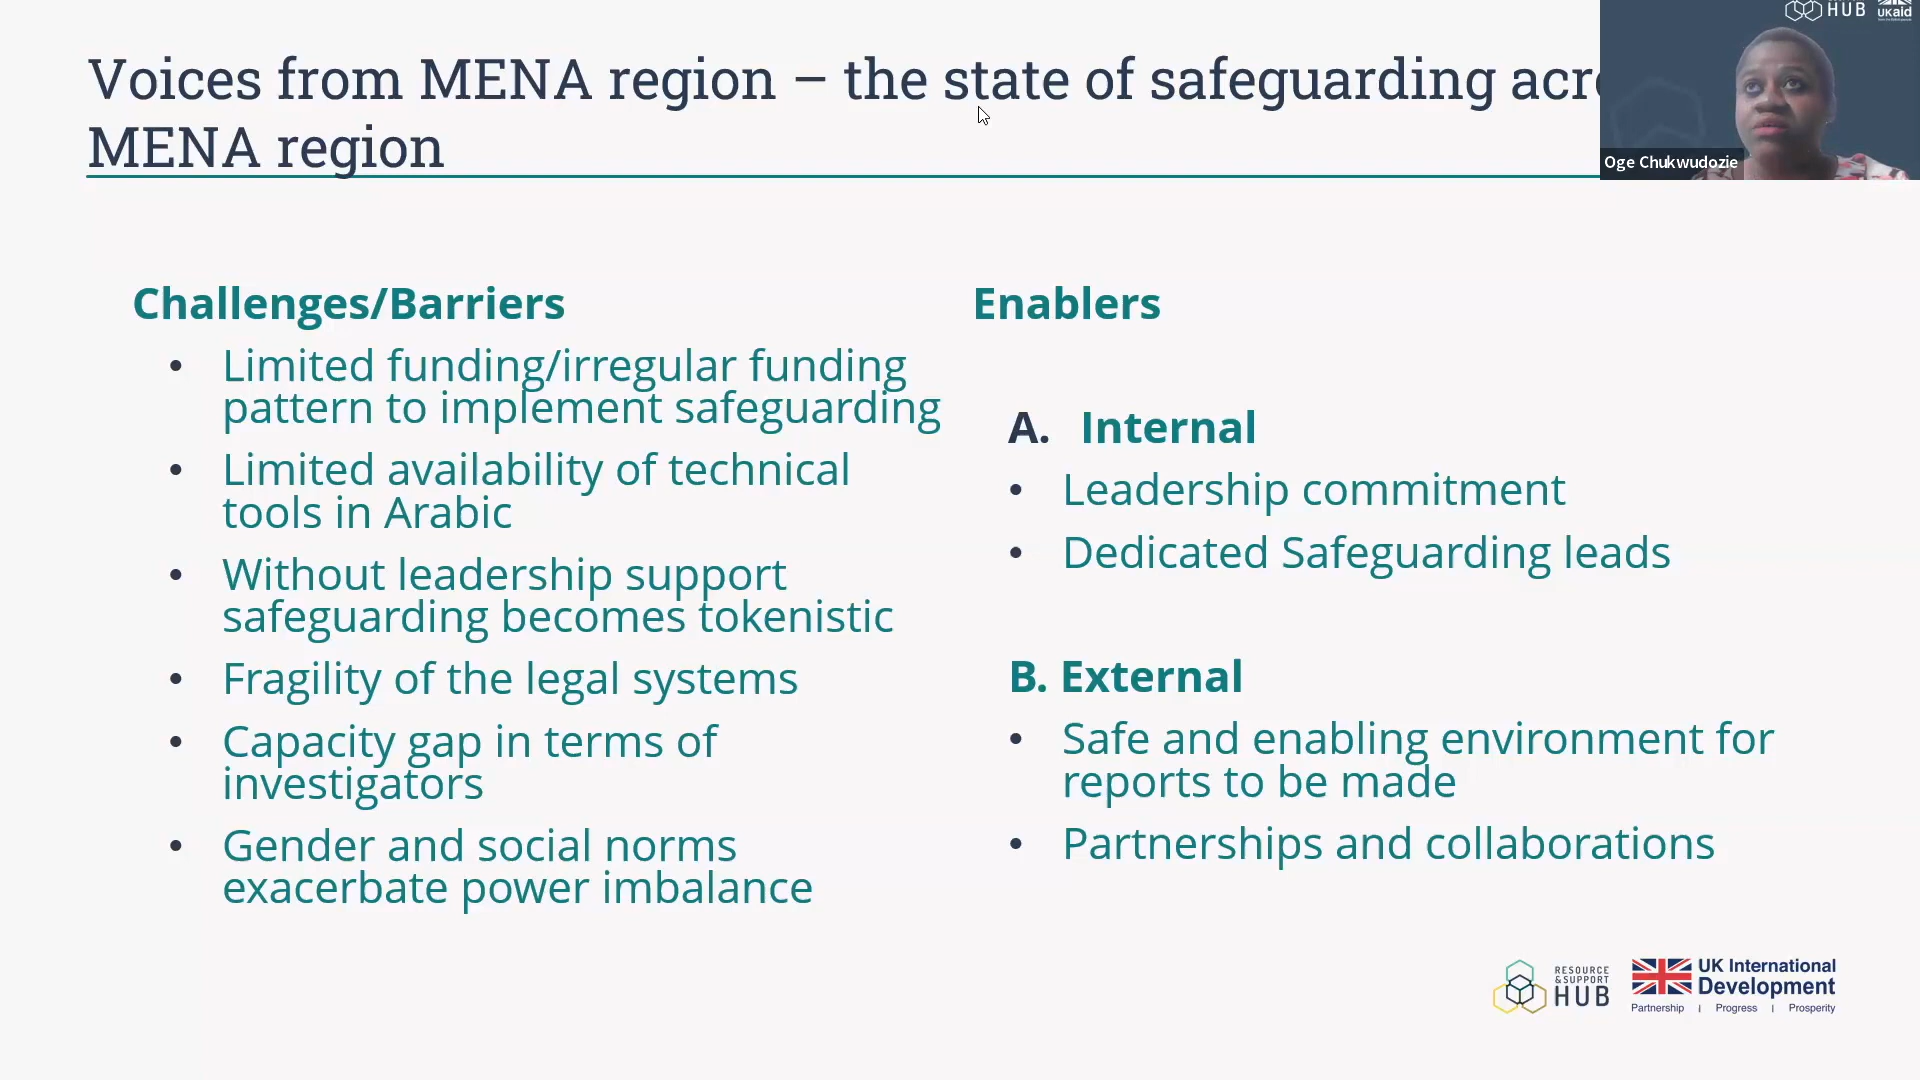 Voices from MENA region – the state of safeguarding
MENA region
HUB
UKaid
Oge Chukwudozie
Challenges/Barriers
• Limited funding/irregular funding
pattern to implement safeguarding
• Limited availability of technical
tools in Arabic
• Without leadership support
safeguarding becomes tokenistic
• Fragility of the legal systems
• Capacity gap in terms of
investigators
• Gender and social norms
exacerbate power imbalance
Enablers
A. Internal
• Leadership commitment
• Dedicated Safeguarding leads
B. External
• Safe and enabling environment for
reports to be made
• Partnerships and collaborations
RESOURCE
&SUPPORT
HUB
UK International
Development
Partnership | Progress | Prosperity